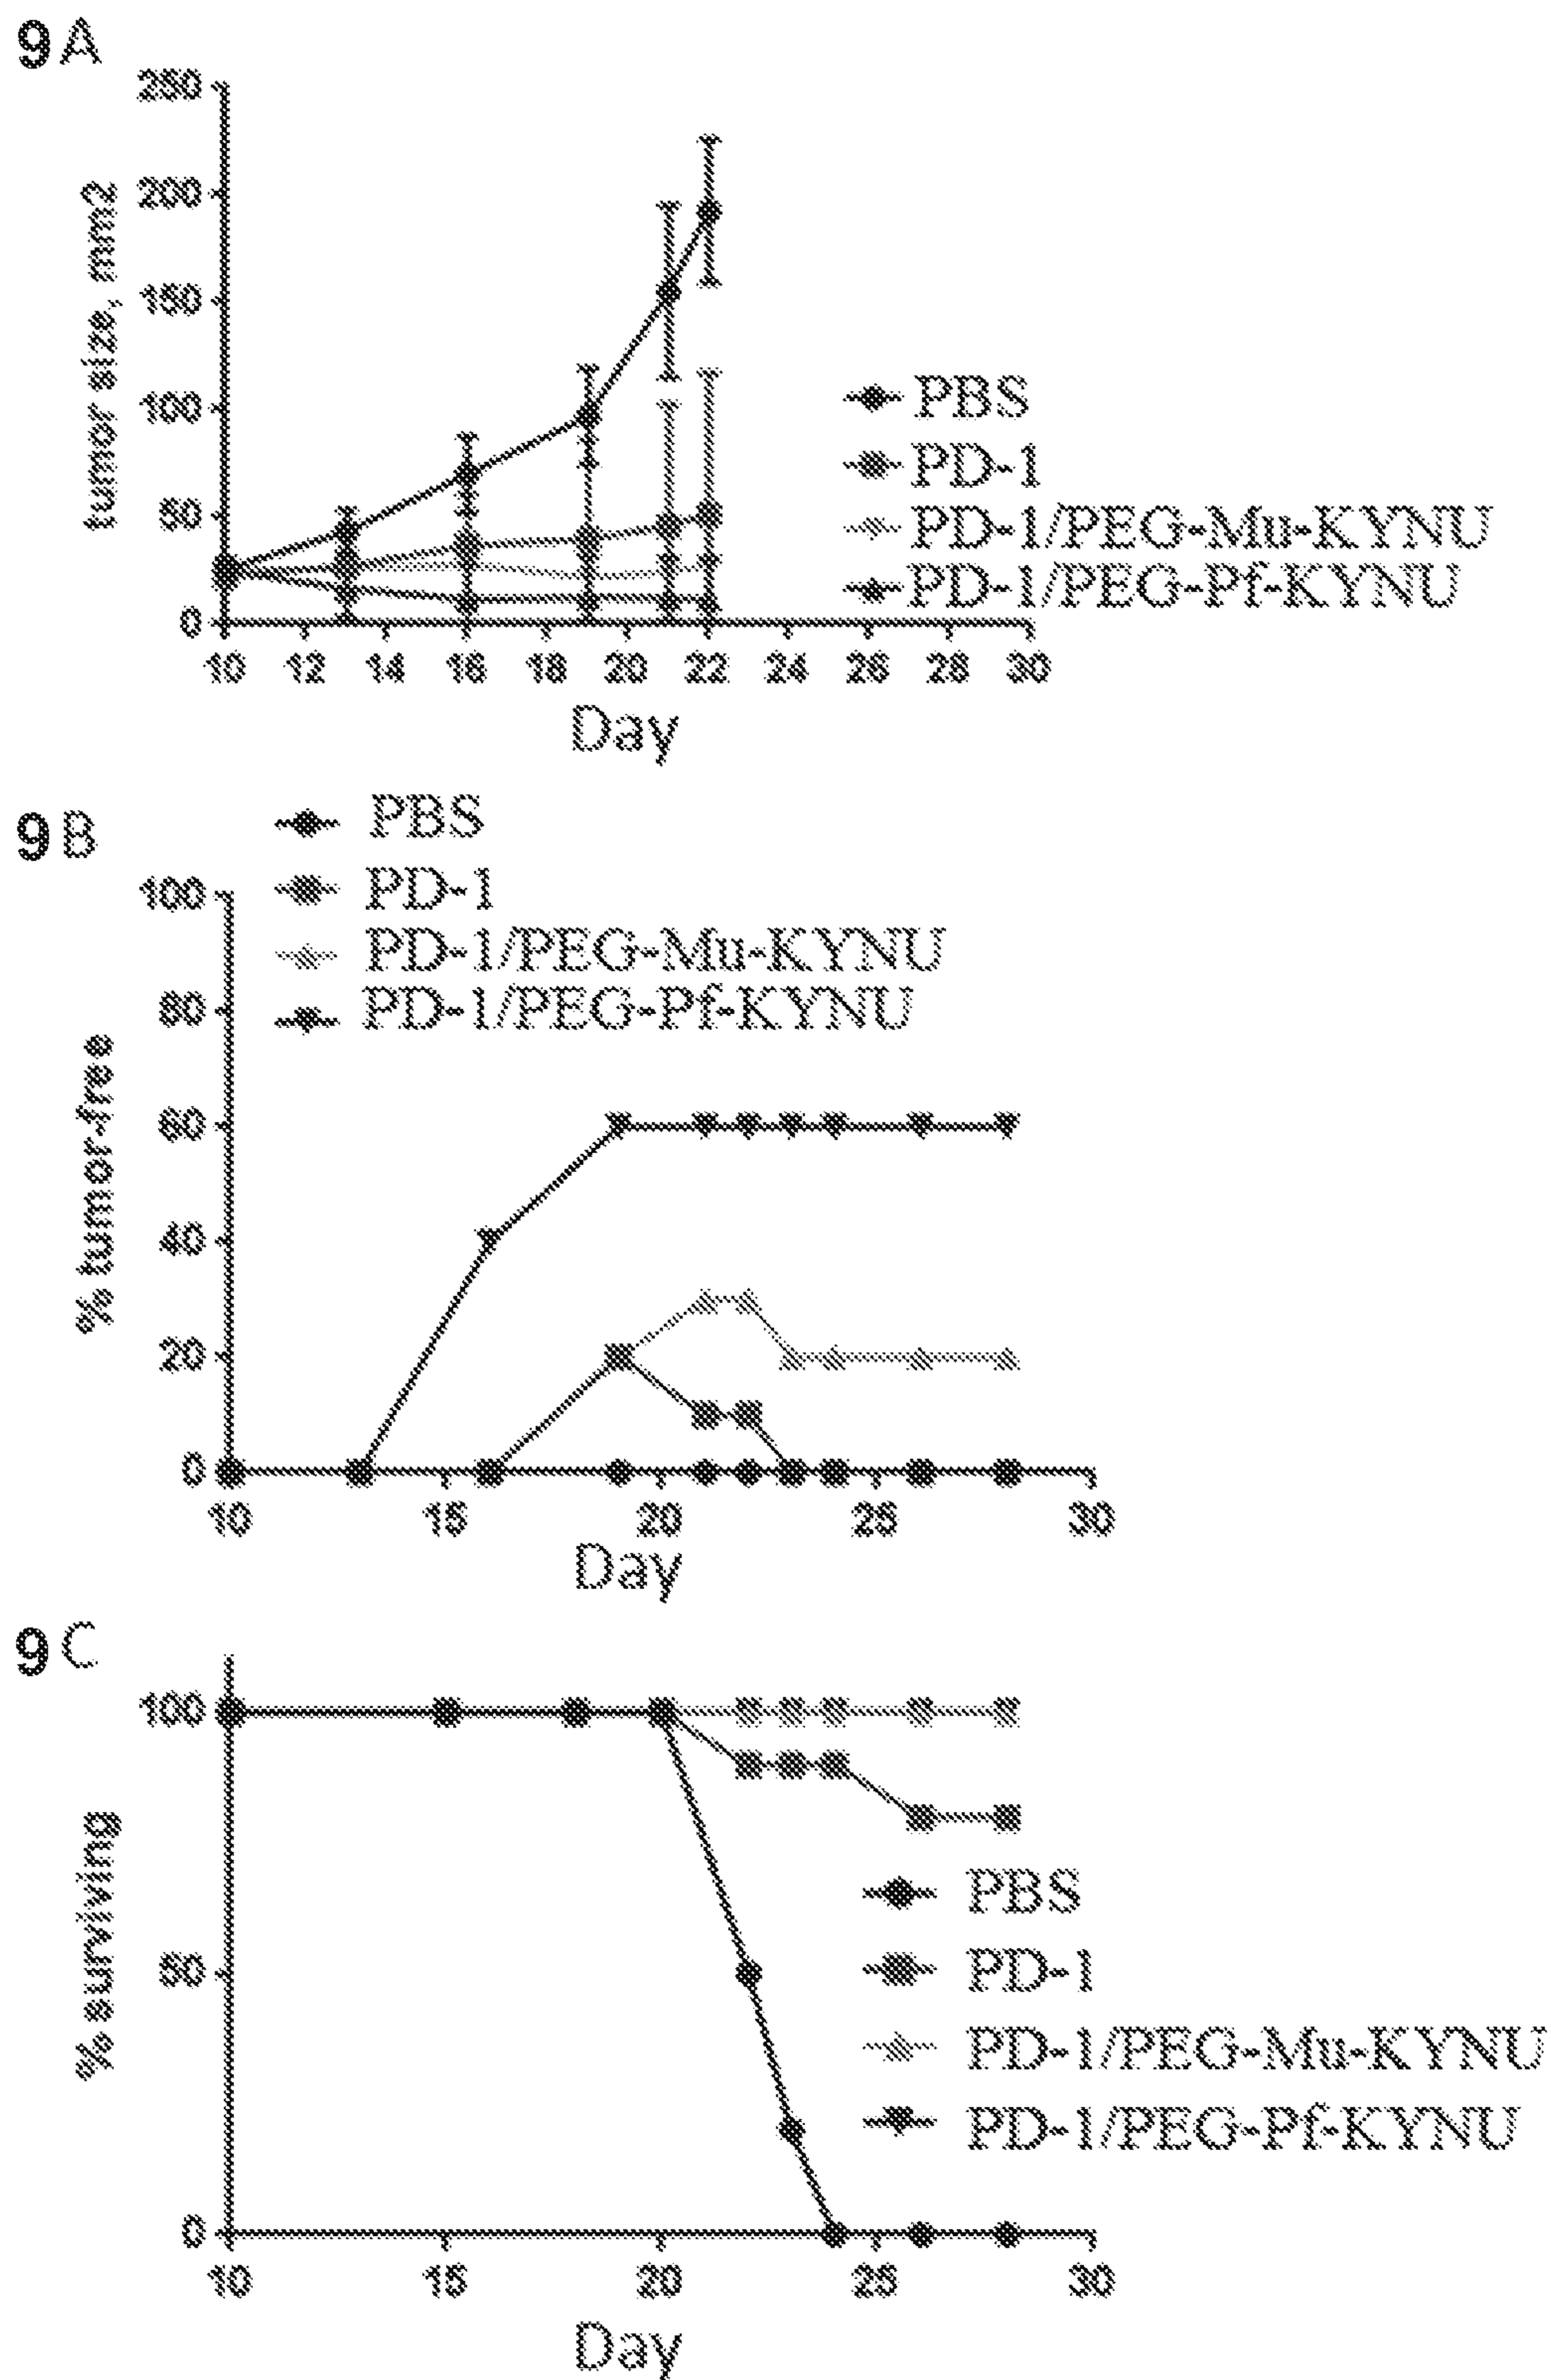 9A
250
200
150
100
50
0
tumor size, mm2
10 12 14 16 18 20 22 24 26 28 30
Day
PBS
PD-1
PD-1/PEG-Mu-KYNU
PD-1/PEG-Pf-KYNU
9B
PBS
PD-1
PD-1/PEG-Mu-KYNU
PD-1/PEG-Pf-KYNU
100
80
60
40
20
0
% tumor-free
10 15 20 25 30
Day
9C
100
50
0
% surviving
PBS
PD-1
PD-1/PEG-Mu-KYNU
PD-1/PEG-Pf-KYNU
10 15 20 25 30
Day